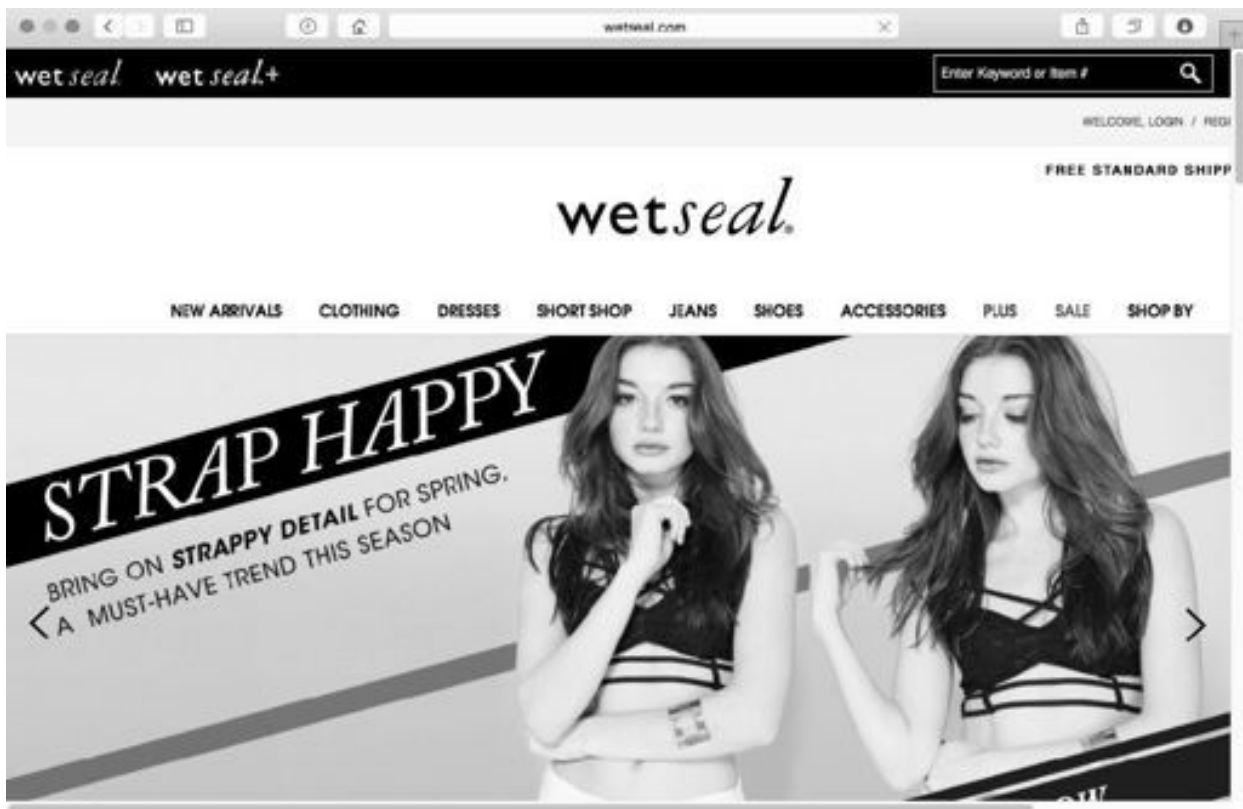 wetseal.com
wet seal. wet seal.+
Enter Keyword or Item #
WELCOME, LOGIN / REGI
FREE STANDARD SHIPP
wet seal.
NEW ARRIVALS CLOTHING DRESSES SHORT SHOP JEANS SHOES ACCESSORIES PLUS SALE SHOP BY
STRAP HAPPY
BRING ON STRAPPY DETAIL FOR SPRING.
A MUST-HAVE TREND THIS SEASON